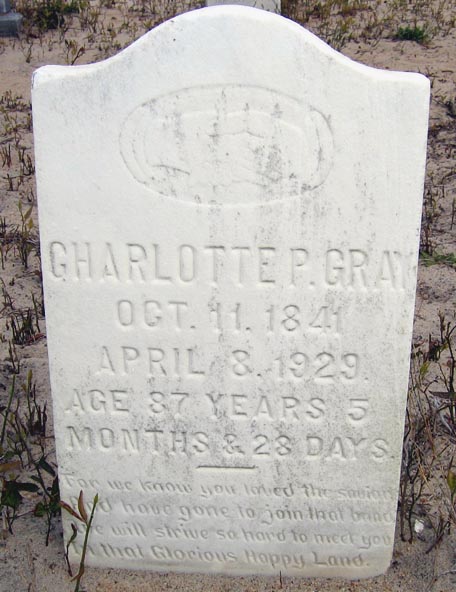 CHARLOTTE P. GRAY
OCT. 11. 1841
APRIL 8. 1929.
AGE 87 YEARS 5
MONTHS & 28 DAYS.
For we know you loved the savior
And have gone to join that band
We will strive so hard to meet you
In that Glorious Happy Land.